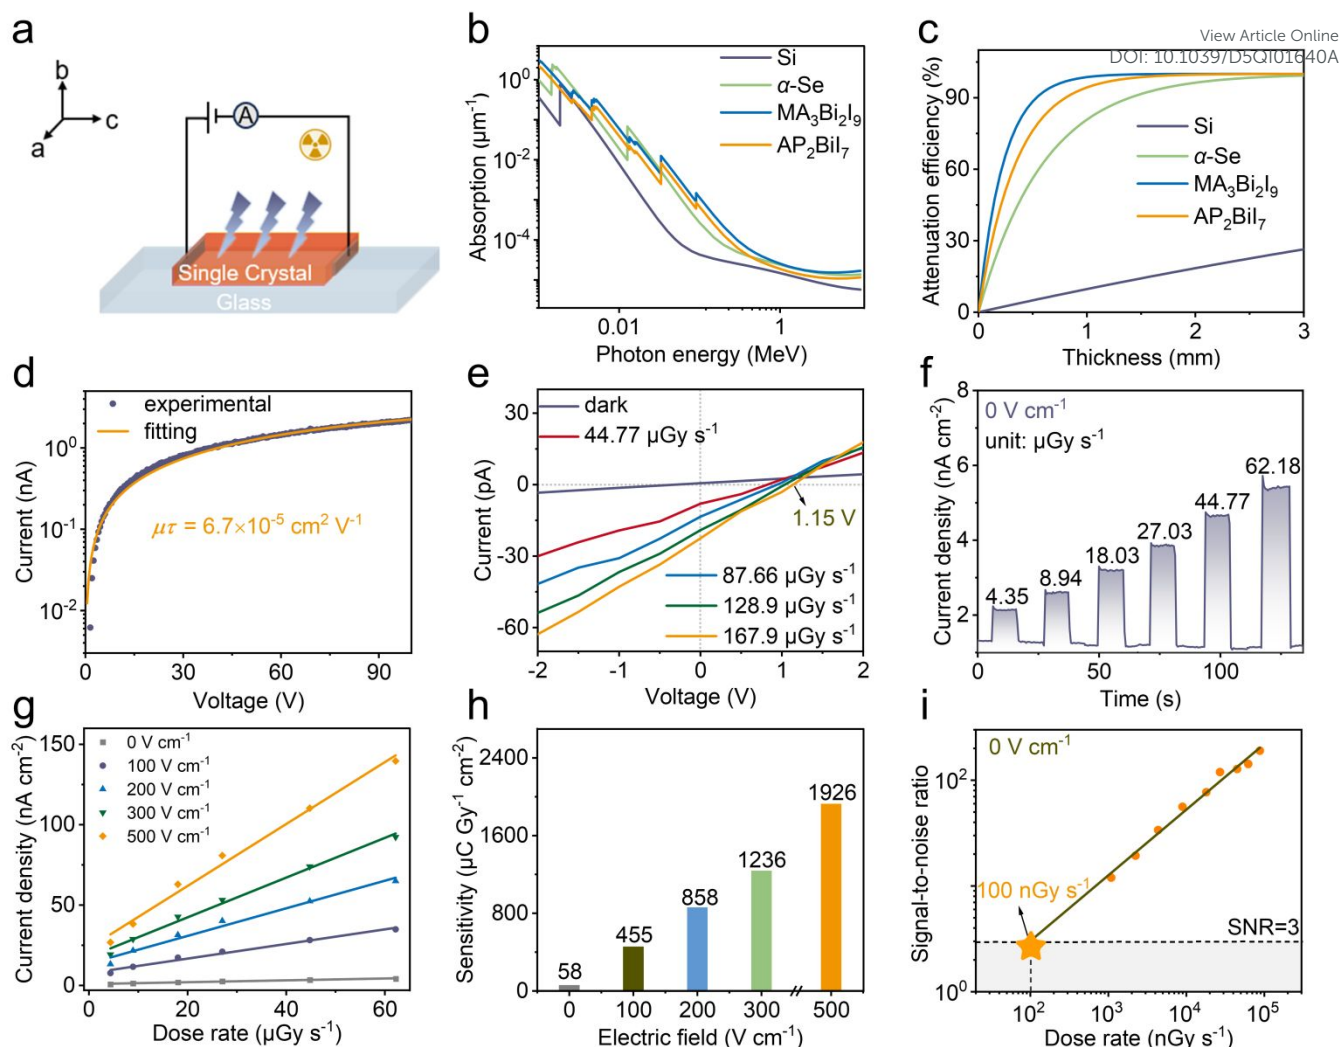 View Article Online
DOI: 10.1039/D5QI01640A
a
b
c
a
A
Single Crystal
Glass
b
Absorption (μm⁻¹)
10⁰
10⁻²
10⁻⁴
Si
α-Se
MA₃Bi₂I₉
AP₂BiI₇
0.01
1
Photon energy (MeV)
c
Attenuation efficiency (%)
90
60
30
0
Si
α-Se
MA₃Bi₂I₉
AP₂BiI₇
0
1
2
3
Thickness (mm)
d
Current (nA)
10⁰
10⁻¹
10⁻²
experimental
fitting
μτ = 6.7×10⁻⁵ cm² V⁻¹
0
30
60
90
Voltage (V)
e
Current (pA)
30
0
-30
-60
dark
44.77 μGy s⁻¹
1.15 V
87.66 μGy s⁻¹
128.9 μGy s⁻¹
167.9 μGy s⁻¹
-2
-1
0
1
2
Voltage (V)
f
Current density (nA cm⁻²)
8
6
4
2
0 V cm⁻¹
unit: μGy s⁻¹
4.35
8.94
18.03
27.03
44.77
62.18
0
50
100
Time (s)
g
Current density (nA cm⁻²)
150
100
50
0
0 V cm⁻¹
100 V cm⁻¹
200 V cm⁻¹
300 V cm⁻¹
500 V cm⁻¹
0
20
40
60
Dose rate (μGy s⁻¹)
h
Sensitivity (μC Gy⁻¹ cm⁻²)
2400
1600
800
0
58
455
858
1236
1926
0
100
200
300
500
Electric field (V cm⁻¹)
i
Signal-to-noise ratio
10²
10⁰
0 V cm⁻¹
100 nGy s⁻¹
SNR=3
10²
10³
10⁴
10⁵
Dose rate (nGy s⁻¹)